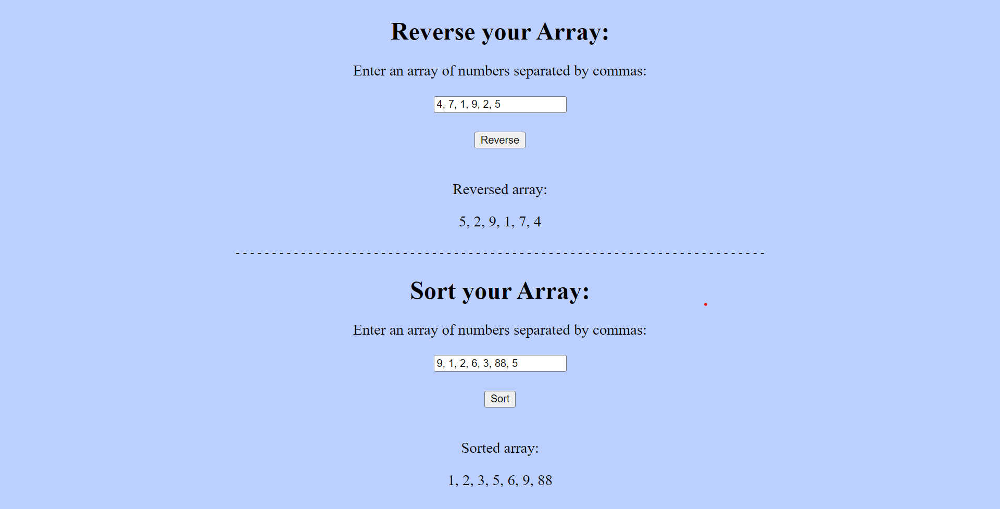 Reverse your Array:
Enter an array of numbers separated by commas:
4, 7, 1, 9, 2, 5
Reverse
Reversed array:
5, 2, 9, 1, 7, 4
- - - - - - - - - - - - - - - - - - - - - - - - - - - - - - - - - - - - - - - - - - - - - - - - - - - - - - - - - - - - - - - - - - - - - - - - -
Sort your Array:
Enter an array of numbers separated by commas:
9, 1, 2, 6, 3, 88, 5
Sort
Sorted array:
1, 2, 3, 5, 6, 9, 88